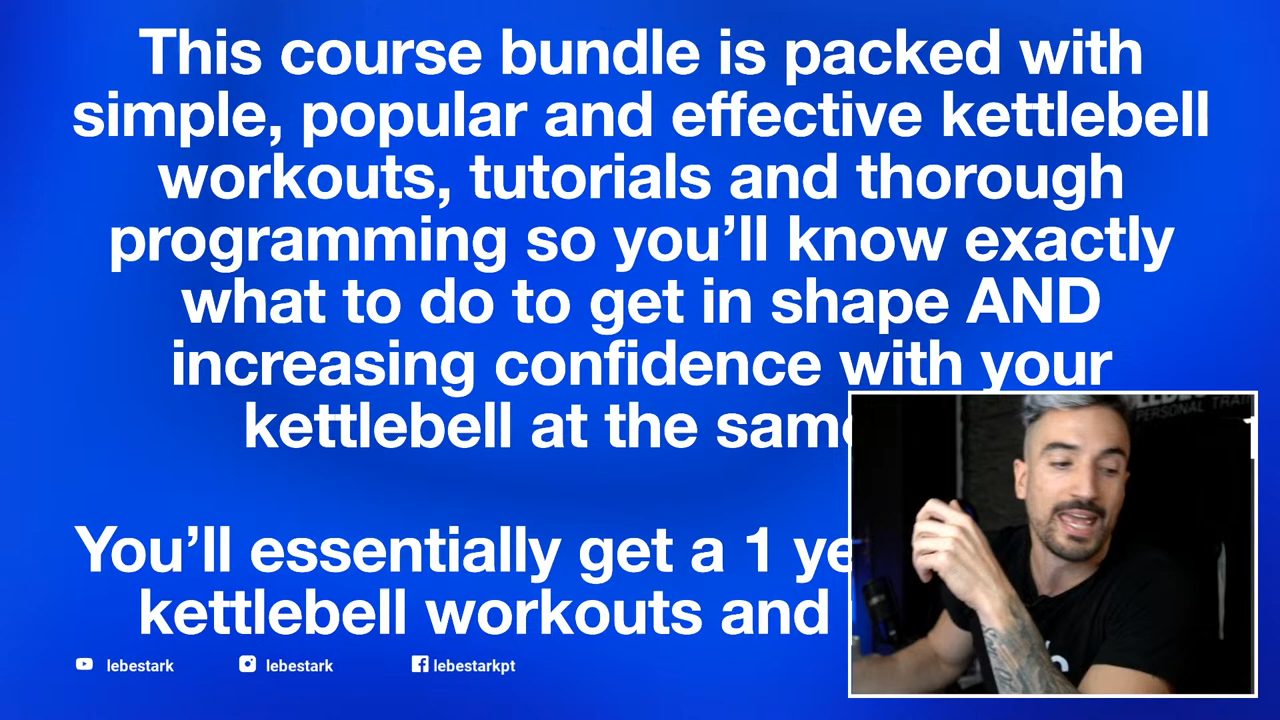 This course bundle is packed with
simple, popular and effective kettlebell
workouts, tutorials and thorough
programming so you’ll know exactly
what to do to get in shape AND
increasing confidence with your
kettlebell at the same
You’ll essentially get a 1
kettlebell workouts and
lebestark lebestark lebestarkpt
PERSONAL